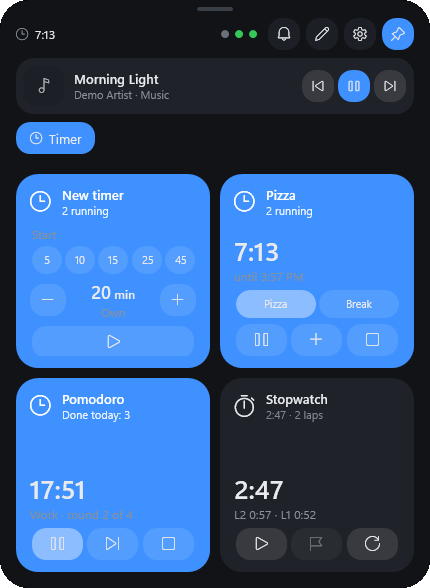 7:13
Morning Light
Demo Artist · Music
Timer
New timer
2 running
Start
5 10 15 25 45
20 min
Own
Pizza
2 running
7:13
until 3:57 PM
Pizza Break
Pomodoro
Done today: 3
17:51
Work · round 2 of 4
Stopwatch
2:47 · 2 laps
2:47
L2 0:57 · L1 0:52